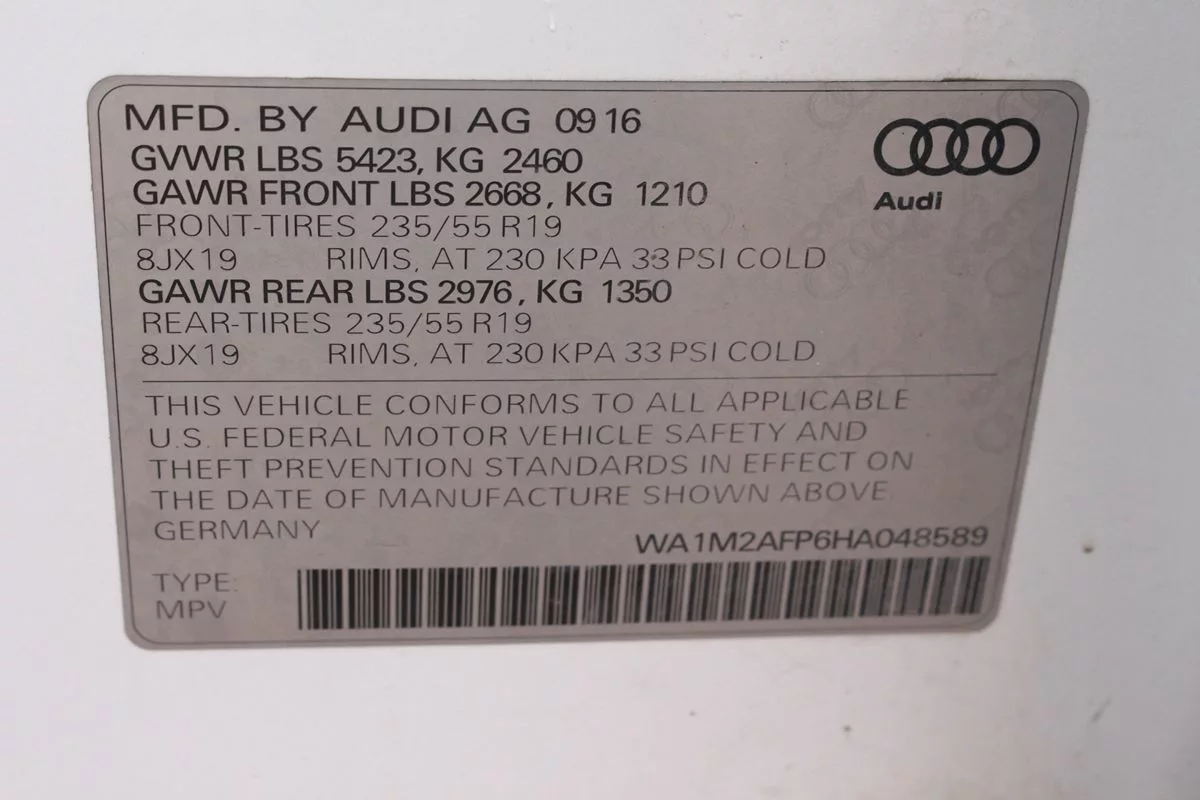 MFD. BY AUDI AG 09 16
GVWR LBS 5423, KG 2460
GAWR FRONT LBS 2668, KG 1210
FRONT-TIRES 235/55 R19
8JX19 RIMS, AT 230 KPA 33 PSI COLD
GAWR REAR LBS 2976, KG 1350
REAR-TIRES 235/55 R19
8JX19 RIMS, AT 230 KPA 33 PSI COLD
Audi
THIS VEHICLE CONFORMS TO ALL APPLICABLE
U.S. FEDERAL MOTOR VEHICLE SAFETY AND
THEFT PREVENTION STANDARDS IN EFFECT ON
THE DATE OF MANUFACTURE SHOWN ABOVE
GERMANY
WA1M2AFP6HA048589
TYPE:
MPV